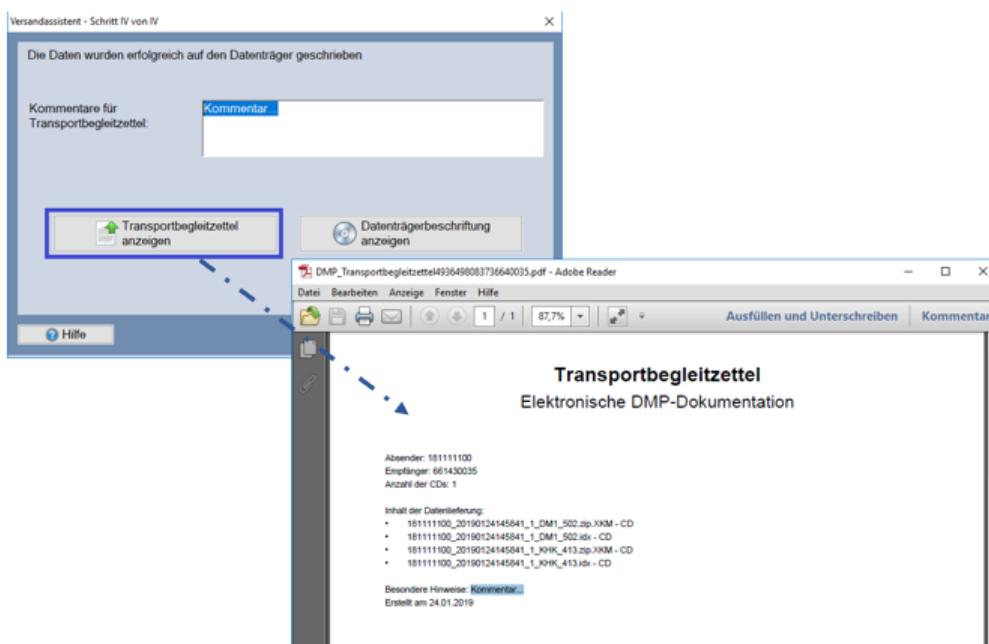 Versandassistent - Schritt IV von IV
Die Daten wurden erfolgreich auf den Datenträger geschrieben
Kommentare für
Transportbegleitzettel:
Kommentar...
Transportbegleitzettel
anzeigen
Datenträgerbeschriftung
anzeigen
Hilfe
DMP_Transportbegleitzettel4936498083736640035.pdf - Adobe Reader
Datei Bearbeiten Anzeige Fenster Hilfe
1 / 1 87,7% Ausfüllen und Unterschreiben Kommentar
Transportbegleitzettel
Elektronische DMP-Dokumentation
Absender: 181111100
Empfänger: 661430035
Anzahl der CDs: 1
Inhalt der Datenlieferung:
• 181111100_20190124145841_1_DM1_502.zip.XKM - CD
• 181111100_20190124145841_1_DM1_502.idx - CD
• 181111100_20190124145841_1_KHK_413.zip.XKM - CD
• 181111100_20190124145841_1_KHK_413.idx - CD
Besondere Hinweise: Kommentar...
Erstellt am 24.01.2019